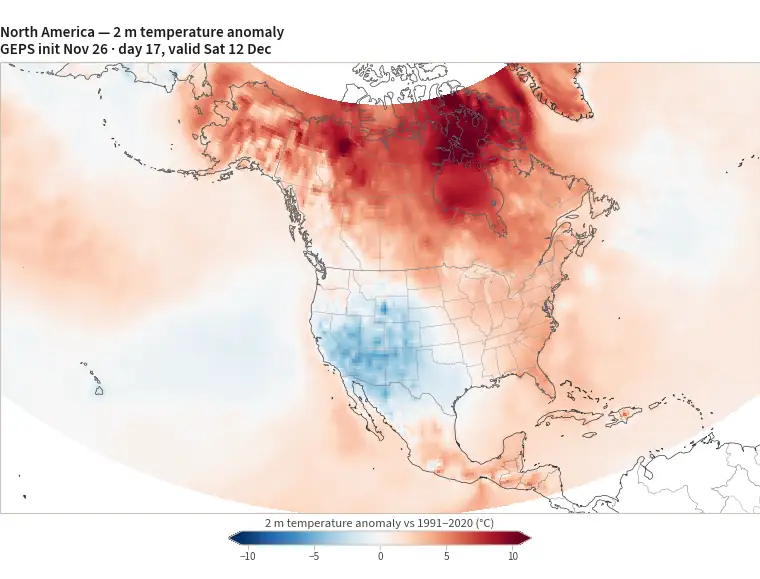 North America — 2 m temperature anomaly
GEPS init Nov 26 · day 17, valid Sat 12 Dec
2 m temperature anomaly vs 1991–2020 (°C)
−10 −5 0 5 10